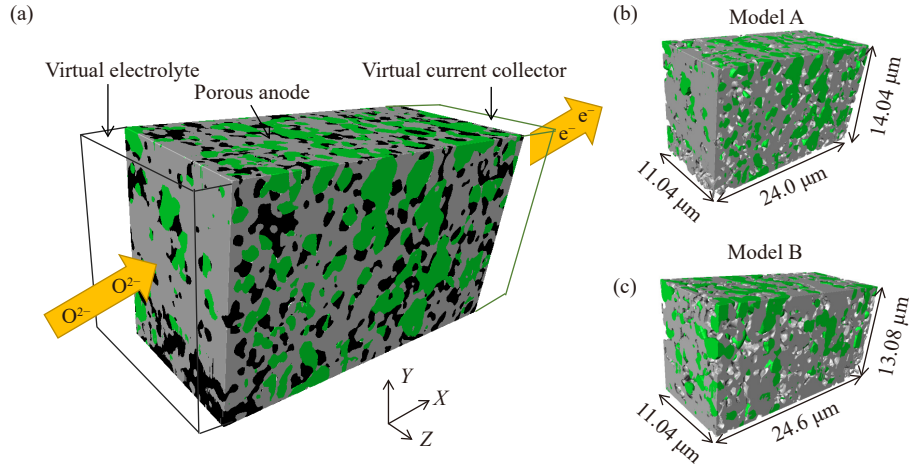 (a)
Virtual electrolyte
Porous anode
Virtual current collector
e⁻
e⁻
O²⁻
O²⁻
Y
X
Z
(b)
Model A
14.04 μm
11.04 μm
24.0 μm
Model B
(c)
13.08 μm
11.04 μm
24.6 μm